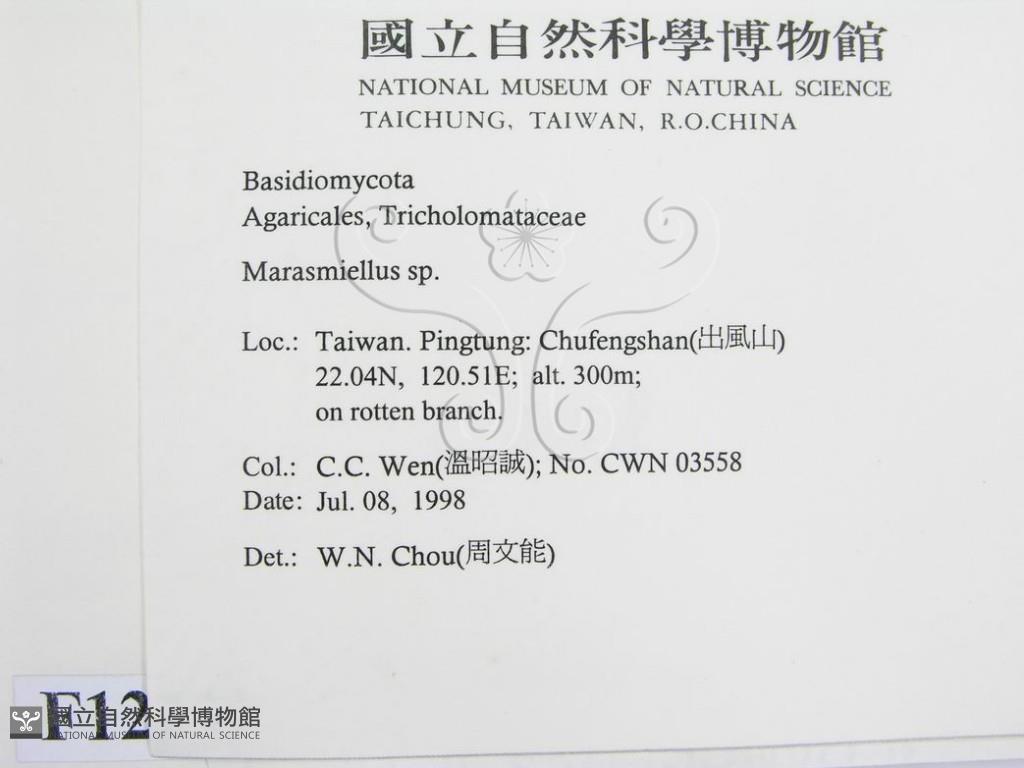 國立自然科學博物館
NATIONAL MUSEUM OF NATURAL SCIENCE
TAICHUNG, TAIWAN, R.O.CHINA
Basidiomycota
Agaricales, Tricholomataceae
Marasmiellus sp.
Loc.: Taiwan. Pingtung: Chufengshan(出風山)
22.04N, 120.51E; alt. 300m;
on rotten branch.
Col.: C.C. Wen(溫昭誠); No. CWN 03558
Date: Jul. 08, 1998
Det.: W.N. Chou(周文能)
F12
國立自然科學博物館
NATIONAL MUSEUM OF NATURAL SCIENCE